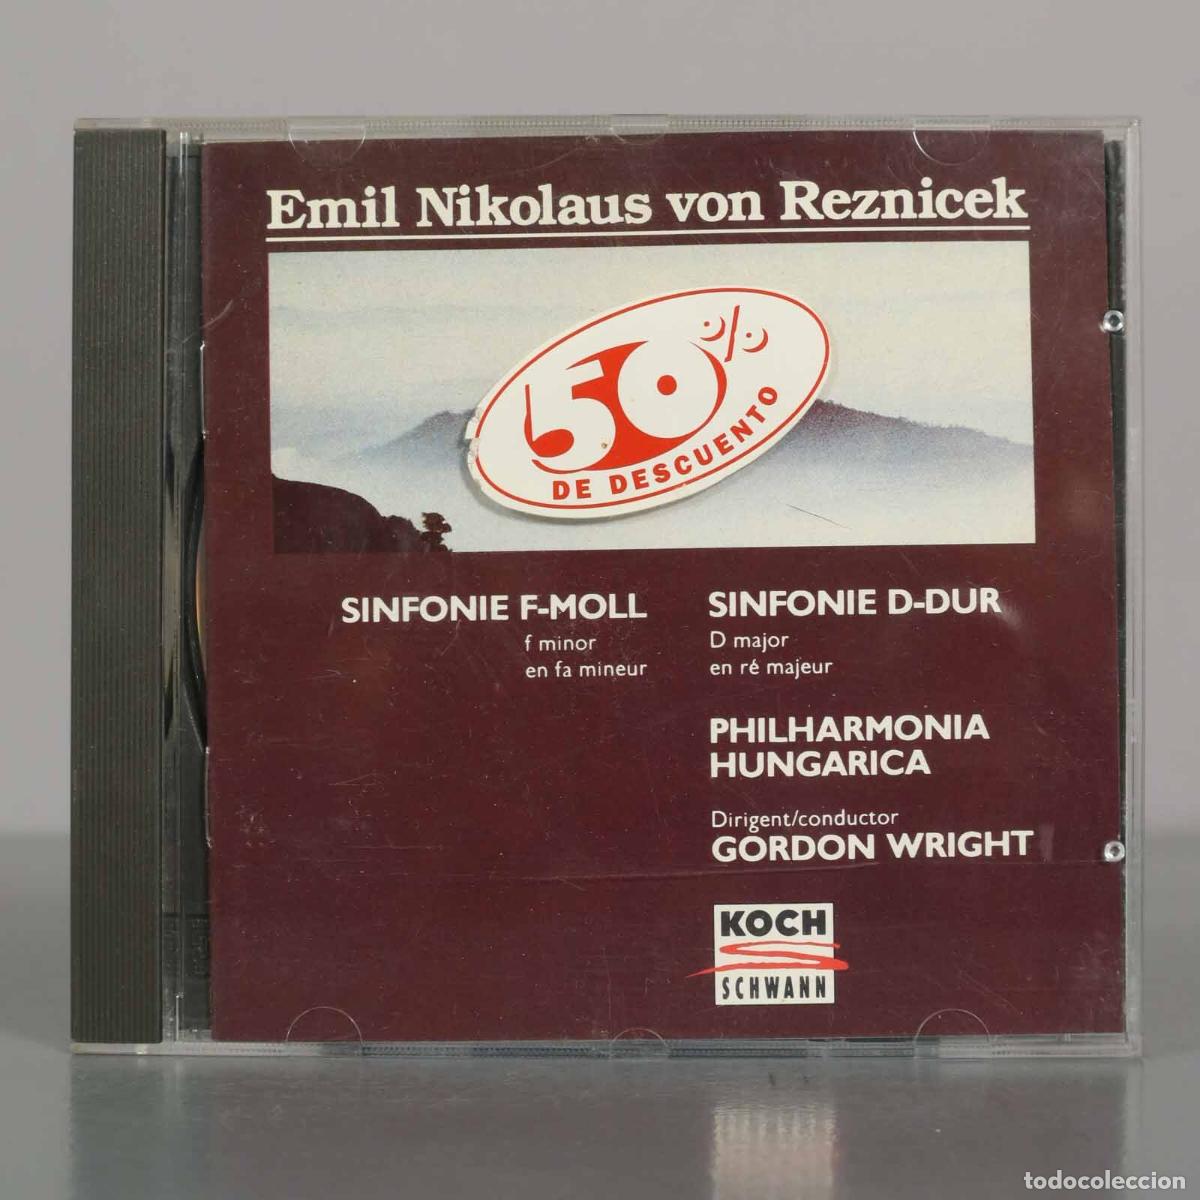 Emil Nikolaus von Reznicek
50%
DE DESCUENTO
SINFONIE F-MOLL
f minor
en fa mineur
SINFONIE D-DUR
D major
en ré majeur
PHILHARMONIA
HUNGARICA
Dirigent/conductor
GORDON WRIGHT
KOCH
SCHWANN
todocoleccion